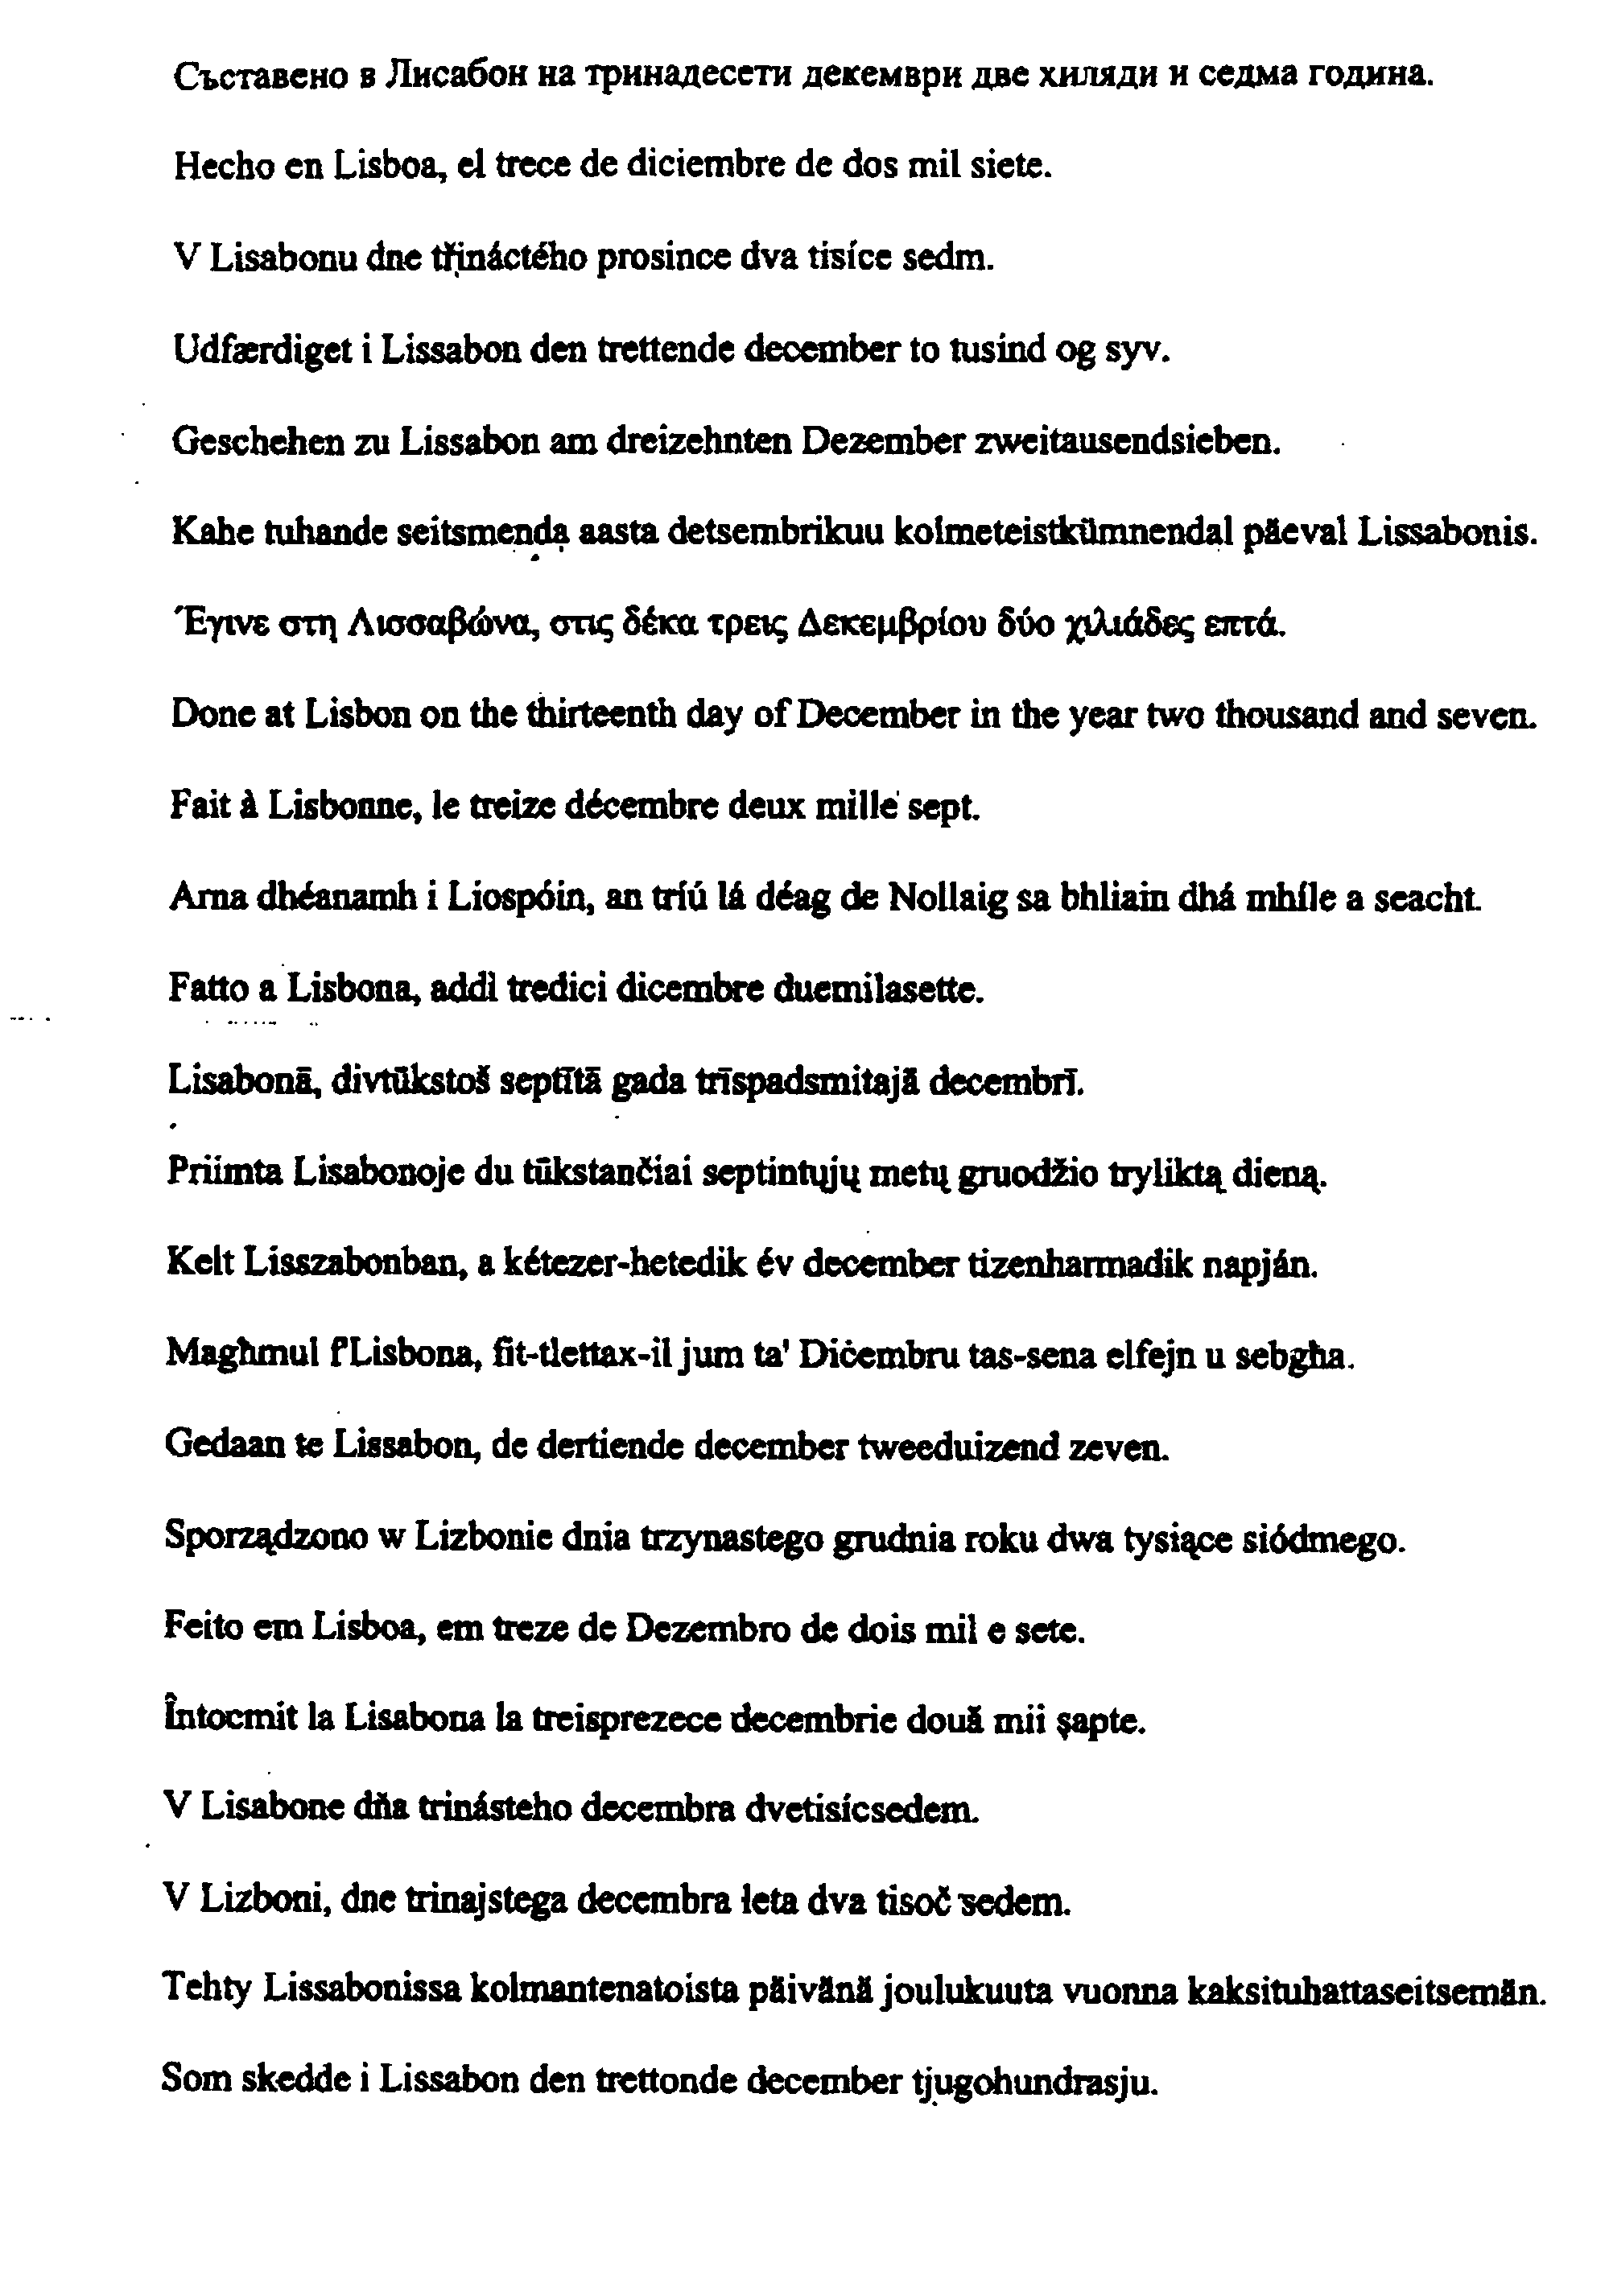 Съставено в Лисабон на тринадесети декември две хиляди и седма година.
Hecho en Lisboa, el trece de diciembre de dos mil siete.
V Lisabonu dne třináctého prosince dva tisíce sedm.
Udfærdiget i Lissabon den trettende december to tusind og syv.
Geschehen zu Lissabon am dreizehnten Dezember zweitausendsieben.
Kahe tuhande seitsmenda aasta detsembrikuu kolmeteistkümnendal päeval Lissabonis.
Έγινε στη Λισσαβώνα, στις δέκα τρεις Δεκεμβρίου δύο χιλιάδες επτά.
Done at Lisbon on the thirteenth day of December in the year two thousand and seven.
Fait à Lisbonne, le treize décembre deux mille sept.
Arna dhéanamh i Liospóin, an tríú lá déag de Nollaig sa bhliain dhá mhíle a seacht.
Fatto a Lisbona, addì tredici dicembre duemilasette.
Lisabonā, divtūkstoš septītā gada trīspadsmitajā decembrī.
Priimta Lisabonoje du tūkstančiai septintųjų metų gruodžio tryliktą dieną.
Kelt Lisszabonban, a kétezer-hetedik év december tizenharmadik napján.
Magħmul f'Lisbona, fit-tlettax-il jum ta' Diċembru tas-sena elfejn u sebgħa.
Gedaan te Lissabon, de dertiende december tweeduizend zeven.
Sporządzono w Lizbonie dnia trzynastego grudnia roku dwa tysiące siódmego.
Feito em Lisboa, em treze de Dezembro de dois mil e sete.
Întocmit la Lisabona la treisprezece decembrie două mii şapte.
V Lisabone dňa trinásteho decembra dvetisícsedem.
V Lizboni, dne trinajstega decembra leta dva tisoč sedem.
Tehty Lissabonissa kolmantenatoista päivänä joulukuuta vuonna kaksituhattaseitsemän.
Som skedde i Lissabon den trettonde december tjugohundrasju.